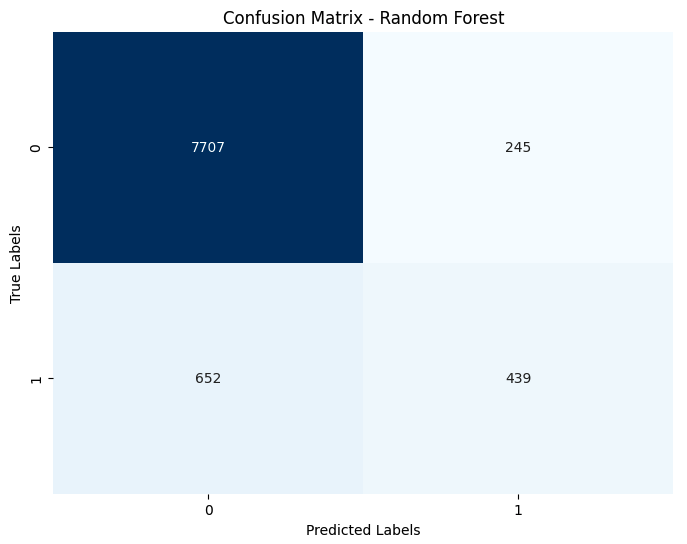 Confusion Matrix - Random Forest
True Labels
0
7707
245
1
652
439
0
1
Predicted Labels